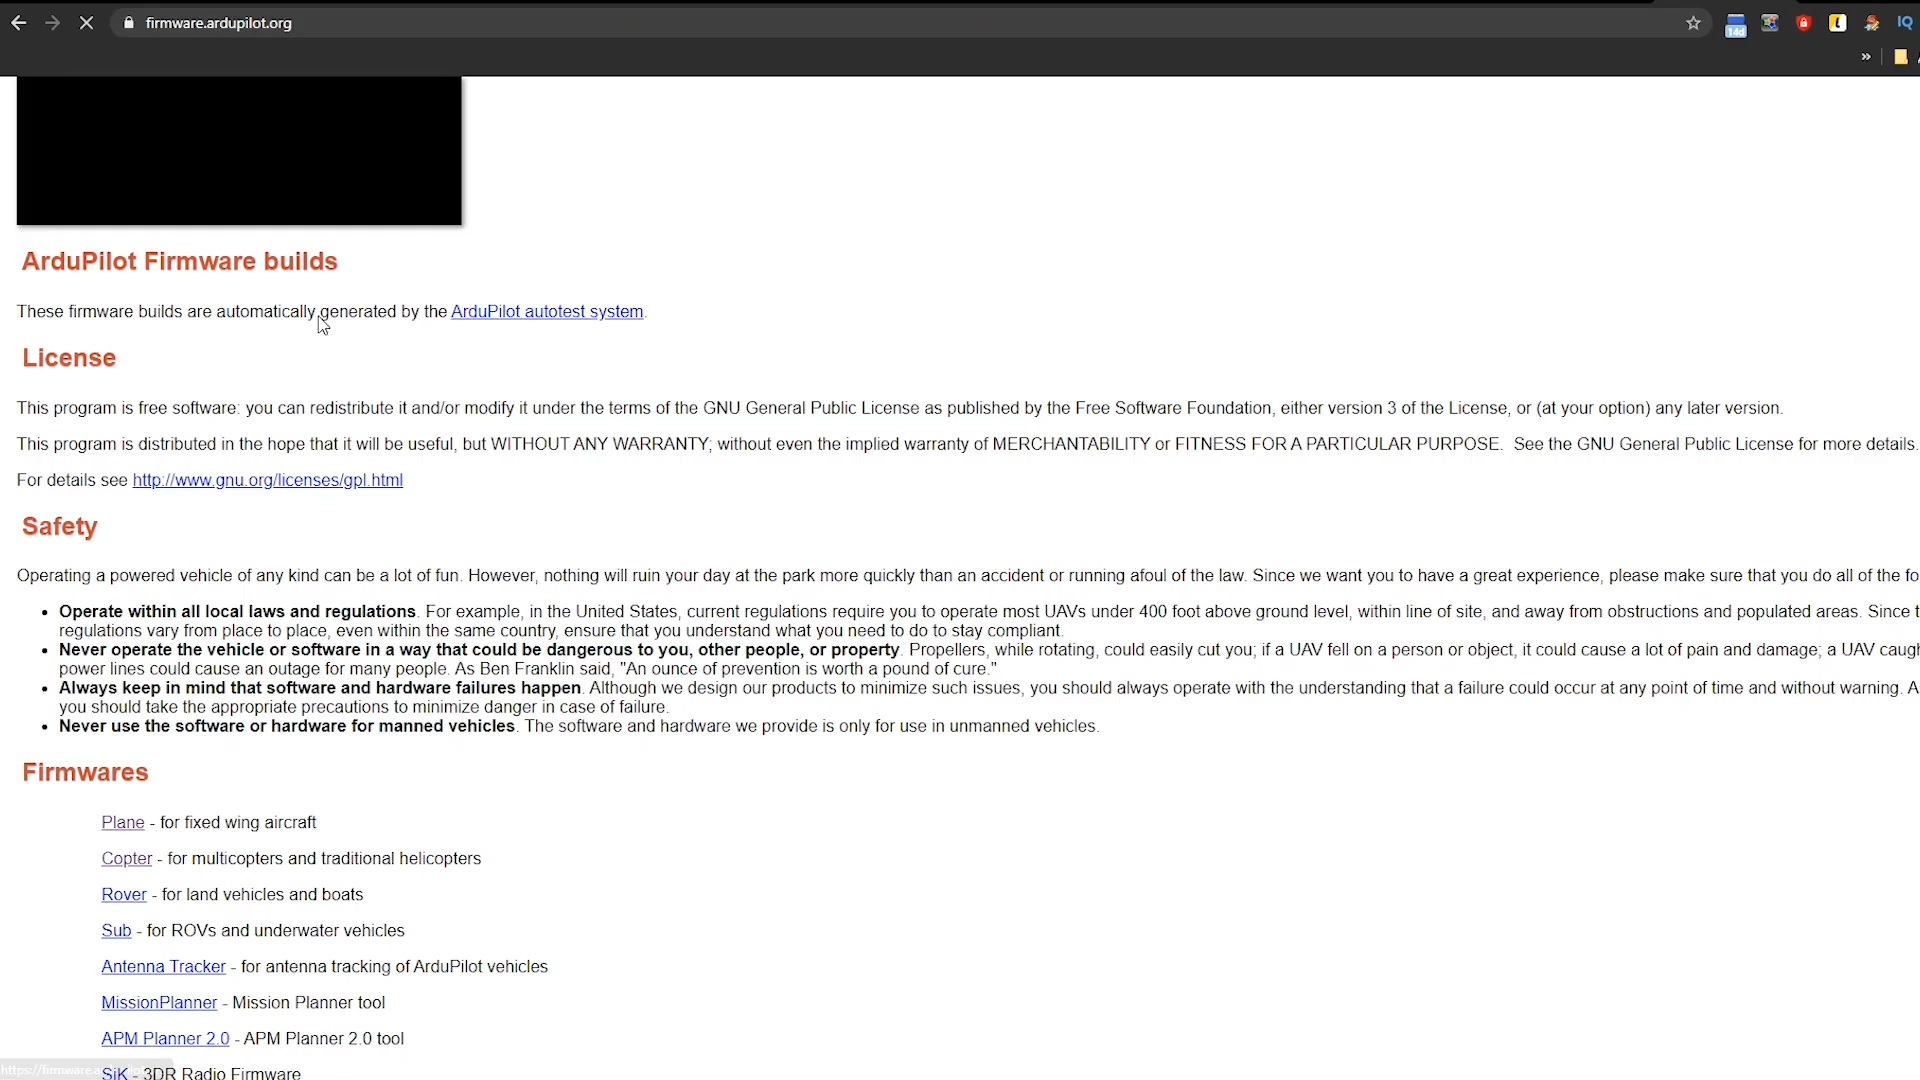 firmware.ardupilot.org
14d
IQ
»
ArduPilot Firmware builds
These firmware builds are automatically generated by the ArduPilot autotest system.
License
This program is free software: you can redistribute it and/or modify it under the terms of the GNU General Public License as published by the Free Software Foundation, either version 3 of the License, or (at your option) any later version.
This program is distributed in the hope that it will be useful, but WITHOUT ANY WARRANTY; without even the implied warranty of MERCHANTABILITY or FITNESS FOR A PARTICULAR PURPOSE. See the GNU General Public License for more details.
For details see http://www.gnu.org/licenses/gpl.html
Safety
Operating a powered vehicle of any kind can be a lot of fun. However, nothing will ruin your day at the park more quickly than an accident or running afoul of the law. Since we want you to have a great experience, please make sure that you do all of the fo
• Operate within all local laws and regulations. For example, in the United States, current regulations require you to operate most UAVs under 400 foot above ground level, within line of site, and away from obstructions and populated areas. Since t
regulations vary from place to place, even within the same country, ensure that you understand what you need to do to stay compliant.
• Never operate the vehicle or software in a way that could be dangerous to you, other people, or property. Propellers, while rotating, could easily cut you; if a UAV fell on a person or object, it could cause a lot of pain and damage; a UAV caugh
power lines could cause an outage for many people. As Ben Franklin said, "An ounce of prevention is worth a pound of cure."
• Always keep in mind that software and hardware failures happen. Although we design our products to minimize such issues, you should always operate with the understanding that a failure could occur at any point of time and without warning. A
you should take the appropriate precautions to minimize danger in case of failure.
• Never use the software or hardware for manned vehicles. The software and hardware we provide is only for use in unmanned vehicles.
Firmwares
Plane - for fixed wing aircraft
Copter - for multicopters and traditional helicopters
Rover - for land vehicles and boats
Sub - for ROVs and underwater vehicles
Antenna Tracker - for antenna tracking of ArduPilot vehicles
MissionPlanner - Mission Planner tool
APM Planner 2.0 - APM Planner 2.0 tool
SiK - 3DR Radio Firmware